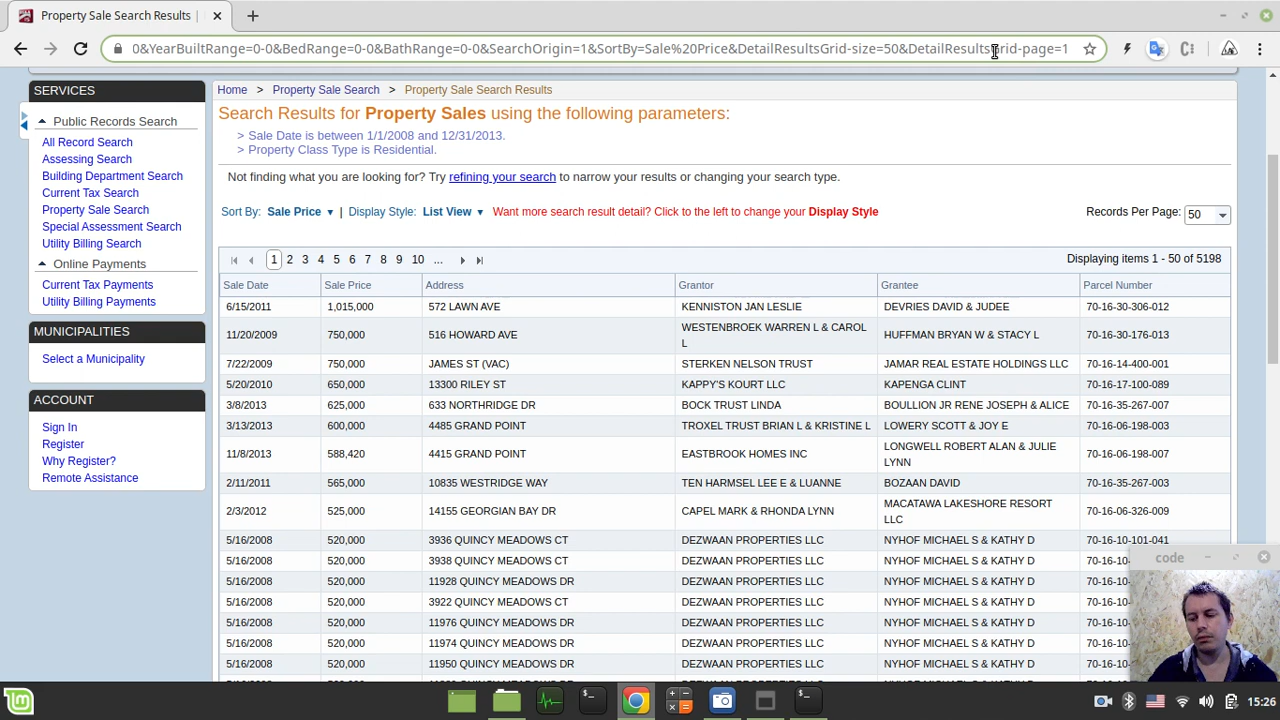 Property Sale Search Results |
0&YearBuiltRange=0-0&BedRange=0-0&BathRange=0-0&SearchOrigin=1&SortBy=Sale%20Price&DetailResultsGrid-size=50&DetailResultsGrid-page=1
SERVICES
Public Records Search
All Record Search
Assessing Search
Building Department Search
Current Tax Search
Property Sale Search
Special Assessment Search
Utility Billing Search
Online Payments
Current Tax Payments
Utility Billing Payments
MUNICIPALITIES
Select a Municipality
ACCOUNT
Sign In
Register
Why Register?
Remote Assistance
Home > Property Sale Search > Property Sale Search Results
Search Results for Property Sales using the following parameters:
> Sale Date is between 1/1/2008 and 12/31/2013.
> Property Class Type is Residential.
Not finding what you are looking for? Try refining your search to narrow your results or changing your search type.
Sort By: Sale Price | Display Style: List View Want more search result detail? Click to the left to change your Display Style Records Per Page: 50
1 2 3 4 5 6 7 8 9 10 ... Displaying items 1 - 50 of 5198
Sale Date Sale Price Address Grantor Grantee Parcel Number
6/15/2011 1,015,000 572 LAWN AVE KENNISTON JAN LESLIE DEVRIES DAVID & JUDEE 70-16-30-306-012
11/20/2009 750,000 516 HOWARD AVE WESTENBROEK WARREN L & CAROL L HUFFMAN BRYAN W & STACY L 70-16-30-176-013
7/22/2009 750,000 JAMES ST (VAC) STERKEN NELSON TRUST JAMAR REAL ESTATE HOLDINGS LLC 70-16-14-400-001
5/20/2010 650,000 13300 RILEY ST KAPPY'S KOURT LLC KAPENGA CLINT 70-16-17-100-089
3/8/2013 625,000 633 NORTHRIDGE DR BOCK TRUST LINDA BOULLION JR RENE JOSEPH & ALICE 70-16-35-267-007
3/13/2013 600,000 4485 GRAND POINT TROXEL TRUST BRIAN L & KRISTINE L LOWERY SCOTT & JOY E 70-16-06-198-003
11/8/2013 588,420 4415 GRAND POINT EASTBROOK HOMES INC LONGWELL ROBERT ALAN & JULIE LYNN 70-16-06-198-007
2/11/2011 565,000 10835 WESTRIDGE WAY TEN HARMSEL LEE E & LUANNE BOZAAN DAVID 70-16-35-267-003
2/3/2012 525,000 14155 GEORGIAN BAY DR CAPEL MARK & RHONDA LYNN MACATAWA LAKESHORE RESORT LLC 70-16-06-326-009
5/16/2008 520,000 3936 QUINCY MEADOWS CT DEZWAAN PROPERTIES LLC NYHOF MICHAEL S & KATHY D 70-16-10-101-041
5/16/2008 520,000 3938 QUINCY MEADOWS CT DEZWAAN PROPERTIES LLC NYHOF MICHAEL S & KATHY D 70-16-10-
5/16/2008 520,000 11928 QUINCY MEADOWS DR DEZWAAN PROPERTIES LLC NYHOF MICHAEL S & KATHY D 70-16-10-
5/16/2008 520,000 3922 QUINCY MEADOWS CT DEZWAAN PROPERTIES LLC NYHOF MICHAEL S & KATHY D 70-16-10-
5/16/2008 520,000 11976 QUINCY MEADOWS DR DEZWAAN PROPERTIES LLC NYHOF MICHAEL S & KATHY D 70-16-10-
5/16/2008 520,000 11974 QUINCY MEADOWS DR DEZWAAN PROPERTIES LLC NYHOF MICHAEL S & KATHY D 70-16-10-
5/16/2008 520,000 11950 QUINCY MEADOWS DR DEZWAAN PROPERTIES LLC NYHOF MICHAEL S & KATHY D 70-16-10-
code
15:26